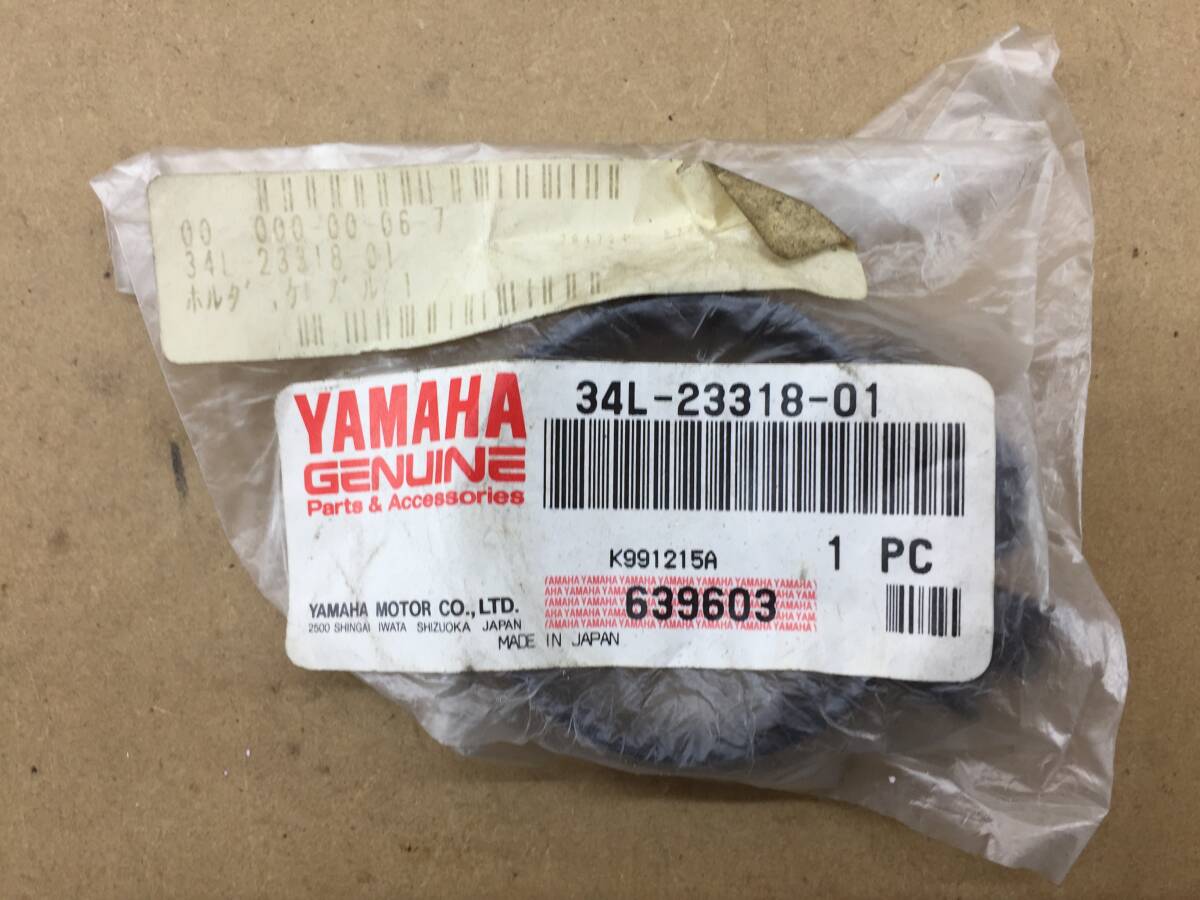 00 000-00-06-7
34L-23318-01
ホルダ,ケーブル 1
YAMAHA
GENUINE
Parts & Accessories
34L-23318-01
K991215A
1 PC
YAMAHA MOTOR CO.,LTD.
2500 SHINGAI IWATA SHIZUOKA JAPAN
639603
MADE IN JAPAN